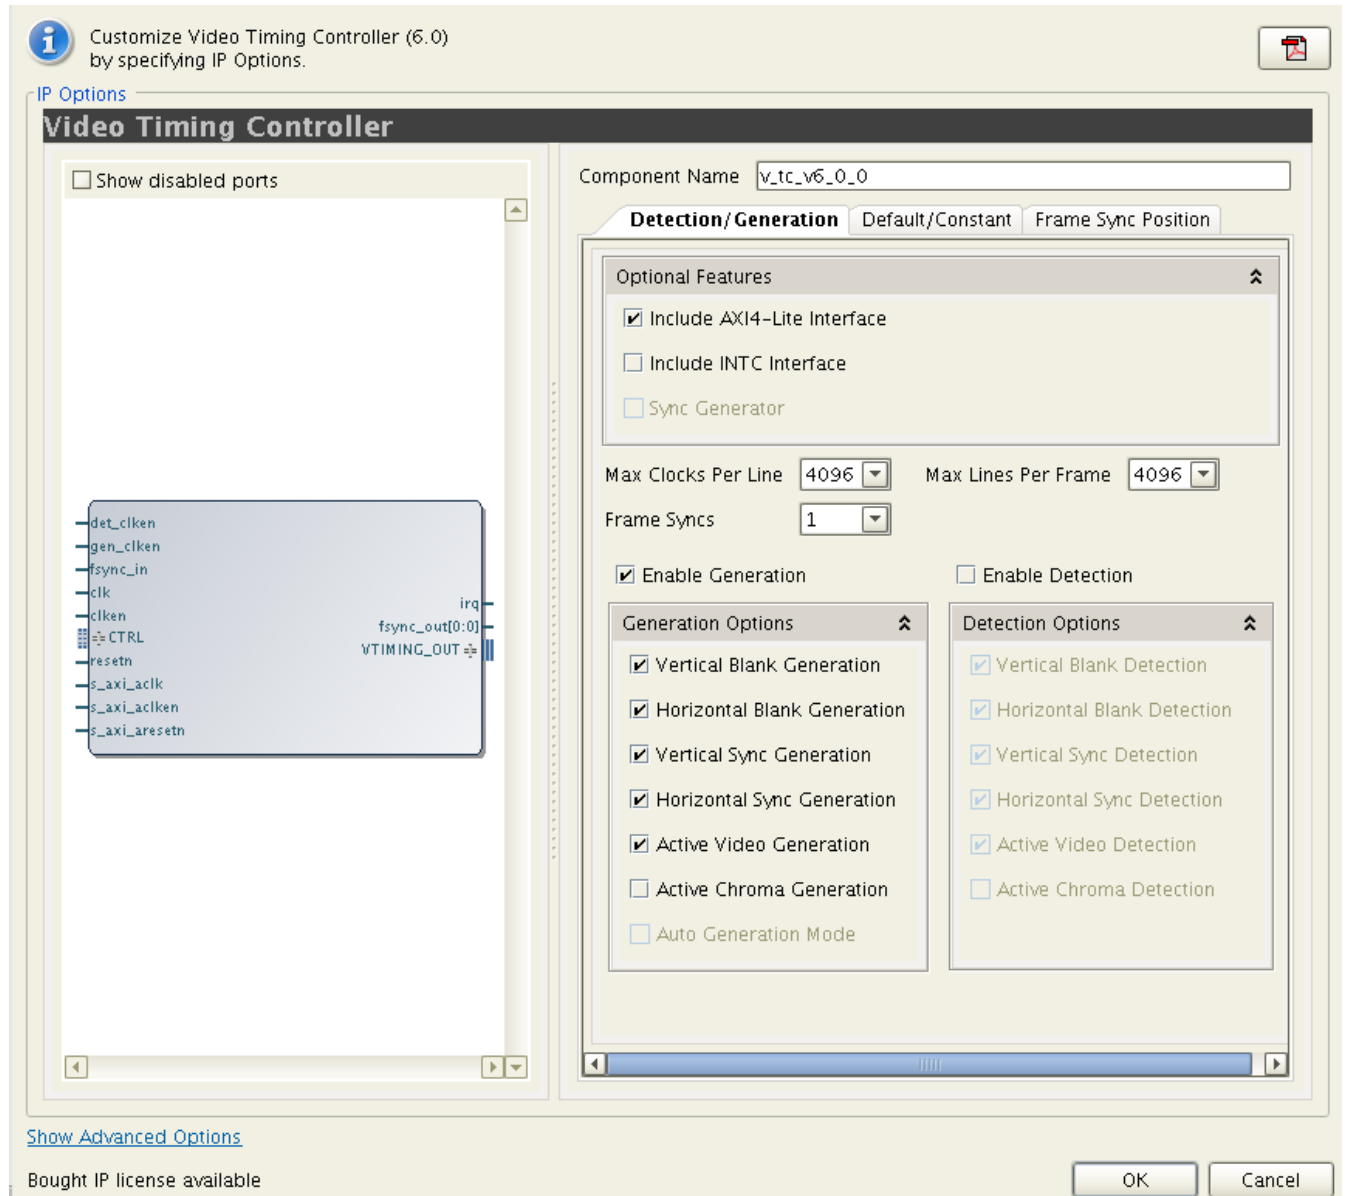 Customize Video Timing Controller (6.0)
by specifying IP Options.
IP Options
Video Timing Controller
Show disabled ports
det_clken
gen_clken
fsync_in
clk
clken
CTRL
resetn
s_axi_aclk
s_axi_aclken
s_axi_aresetn
irq
fsync_out[0:0]
VTIMING_OUT
Component Name v_tc_v6_0_0
Detection/Generation Default/Constant Frame Sync Position
Optional Features
Include AXI4-Lite Interface
Include INTC Interface
Sync Generator
Max Clocks Per Line 4096 Max Lines Per Frame 4096
Frame Syncs 1
Enable Generation Enable Detection
Generation Options Detection Options
Vertical Blank Generation Vertical Blank Detection
Horizontal Blank Generation Horizontal Blank Detection
Vertical Sync Generation Vertical Sync Detection
Horizontal Sync Generation Horizontal Sync Detection
Active Video Generation Active Video Detection
Active Chroma Generation Active Chroma Detection
Auto Generation Mode
Show Advanced Options
Bought IP license available
OK Cancel